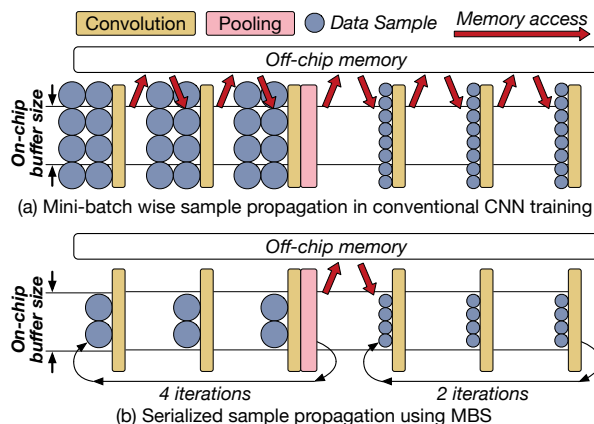 Convolution Pooling Data Sample Memory access
Off-chip memory
On-chip
buffer size
(a) Mini-batch wise sample propagation in conventional CNN training
Off-chip memory
On-chip
buffer size
4 iterations 2 iterations
(b) Serialized sample propagation using MBS